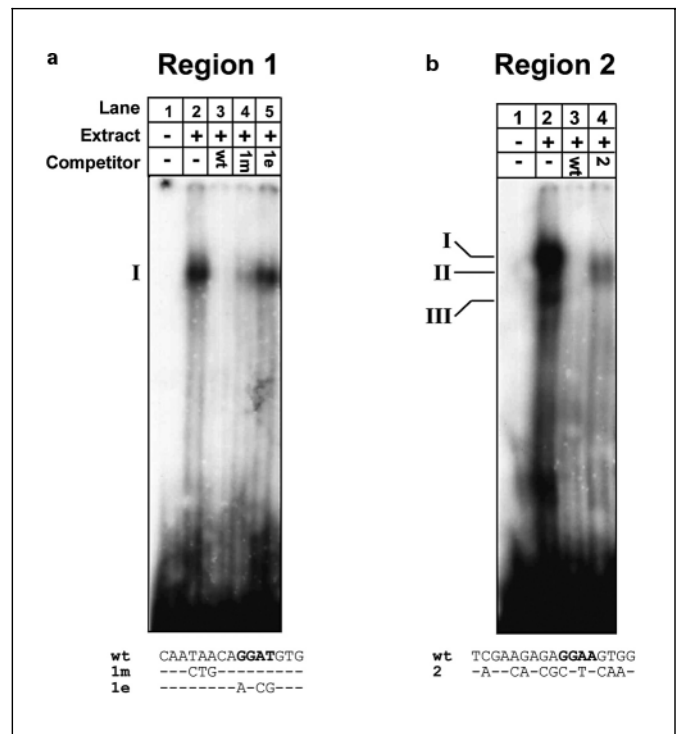 a Region 1
Lane 1 2 3 4 5
Extract - + + + +
Competitor - - wt 1m 1e
I
wt CAATAACAGGATGTG
1m ---CTG---------
1e --------A-CG---
b Region 2
1 2 3 4
- + + +
- - wt 2
I
II
III
wt TCGAAGAGAGGAAGTGG
2 -A--CA-CGC-T-CAA-